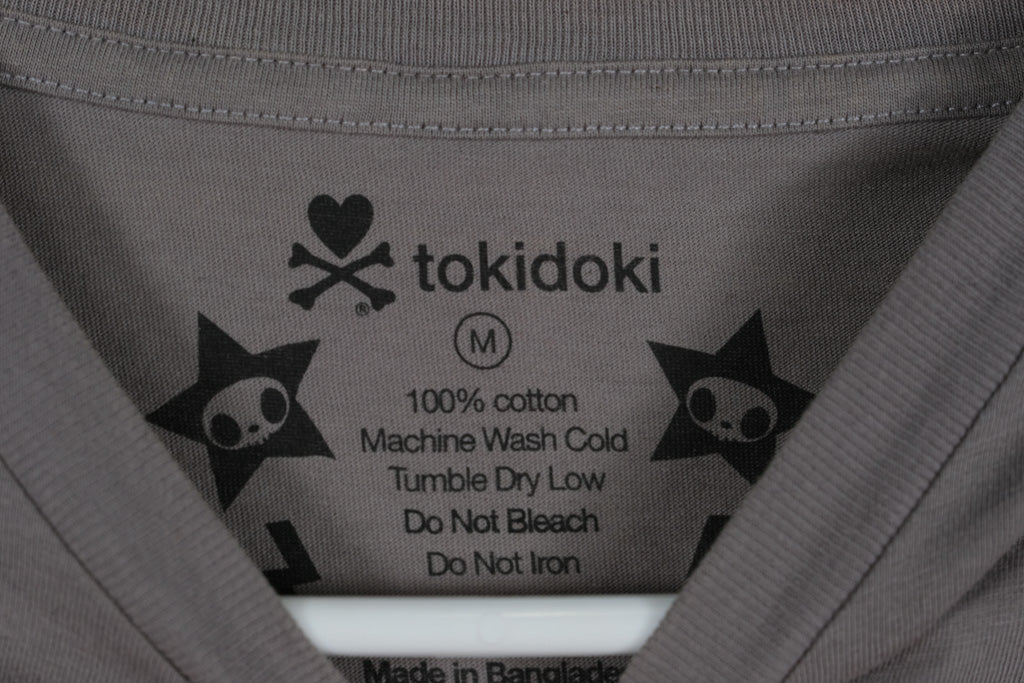 tokidoki
®
M
100% cotton
Machine Wash Cold
Tumble Dry Low
Do Not Bleach
Do Not Iron
Made in